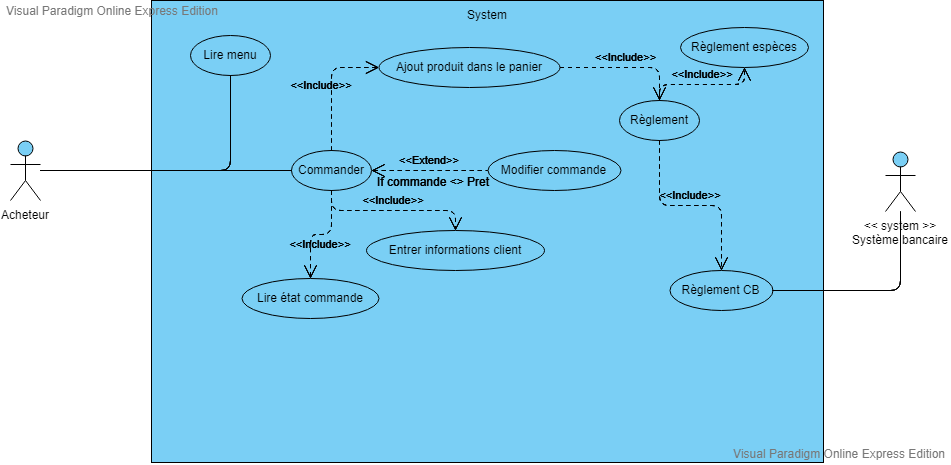 Visual Paradigm Online Express Edition
System
Lire menu
Règlement espèces
Ajout produit dans le panier
<<Include>>
<<Include>>
<<Include>>
Règlement
Commander
<<Extend>>
If commande <> Pret
Modifier commande
Acheteur
<<Include>>
<<Include>>
<< system >>
Système bancaire
<<Include>>
Entrer informations client
Lire état commande
Règlement CB
Visual Paradigm Online Express Edition